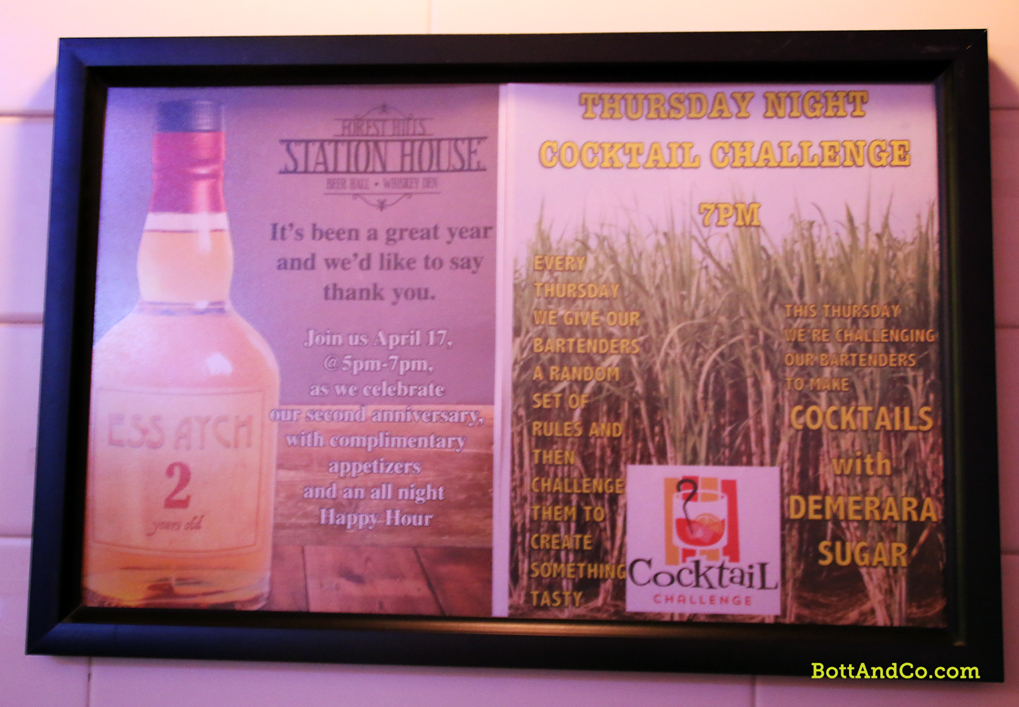 FOREST HILLS
STATION HOUSE
BEER HALL • WHISKEY DEN
It's been a great year
and we'd like to say
thank you.
Join us April 17,
@ 5pm-7pm,
as we celebrate
our second anniversary,
with complimentary
appetizers
and an all night
Happy Hour
ESS AYCH
2
years old
THURSDAY NIGHT
COCKTAIL CHALLENGE
7PM
EVERY
THURSDAY
WE GIVE OUR
BARTENDERS
A RANDOM
SET OF
RULES AND
THEN
CHALLENGE
THEM TO
CREATE
SOMETHING
TASTY
THIS THURSDAY
WE'RE CHALLENGING
OUR BARTENDERS
TO MAKE
COCKTAILS
with
DEMERARA
SUGAR
CocktaiL
CHALLENGE
BottAndCo.com